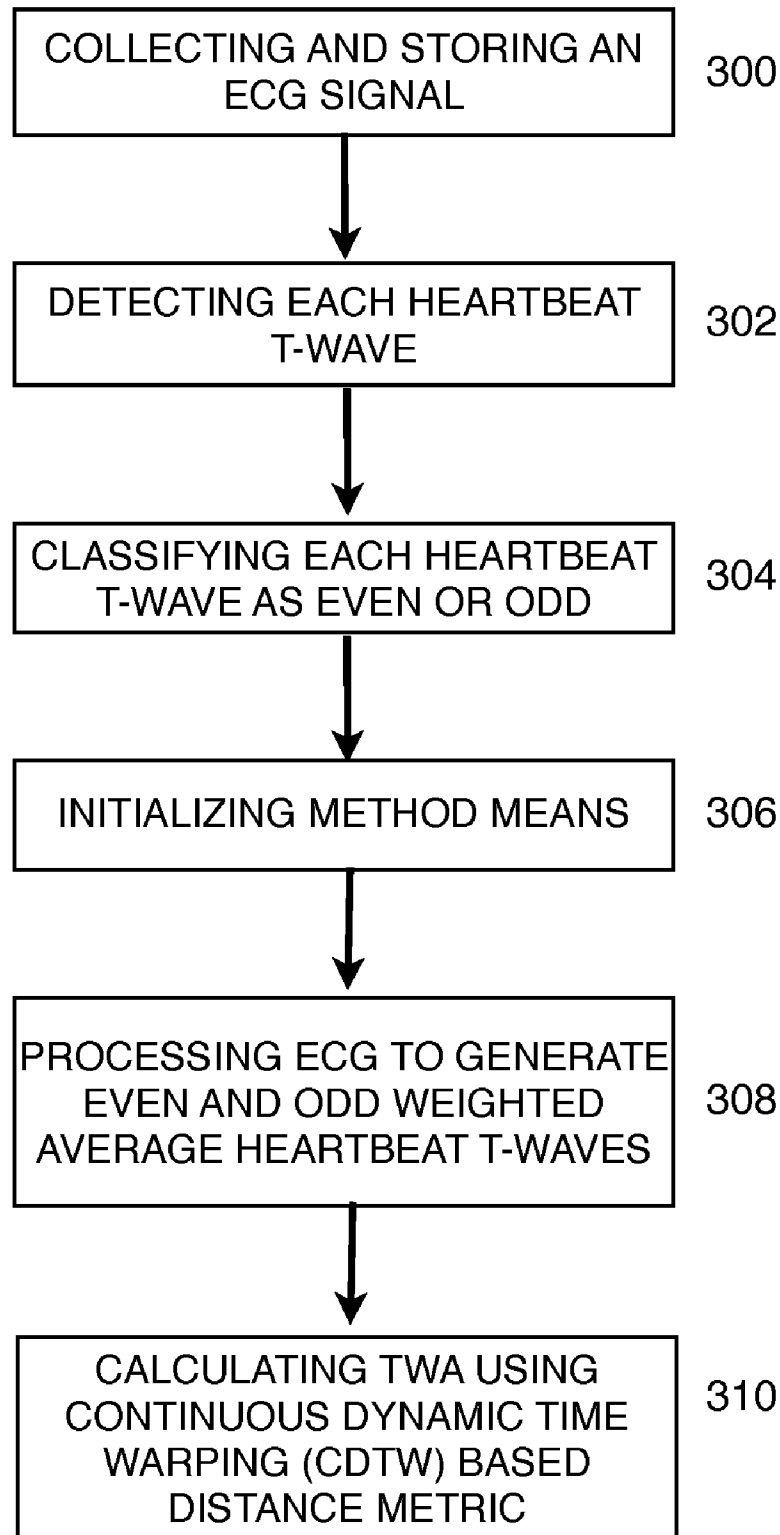 COLLECTING AND STORING AN
ECG SIGNAL
300
DETECTING EACH HEARTBEAT
T-WAVE
302
CLASSIFYING EACH HEARTBEAT
T-WAVE AS EVEN OR ODD
304
INITIALIZING METHOD MEANS
306
PROCESSING ECG TO GENERATE
EVEN AND ODD WEIGHTED
AVERAGE HEARTBEAT T-WAVES
308
CALCULATING TWA USING
CONTINUOUS DYNAMIC TIME
WARPING (CDTW) BASED
DISTANCE METRIC
310